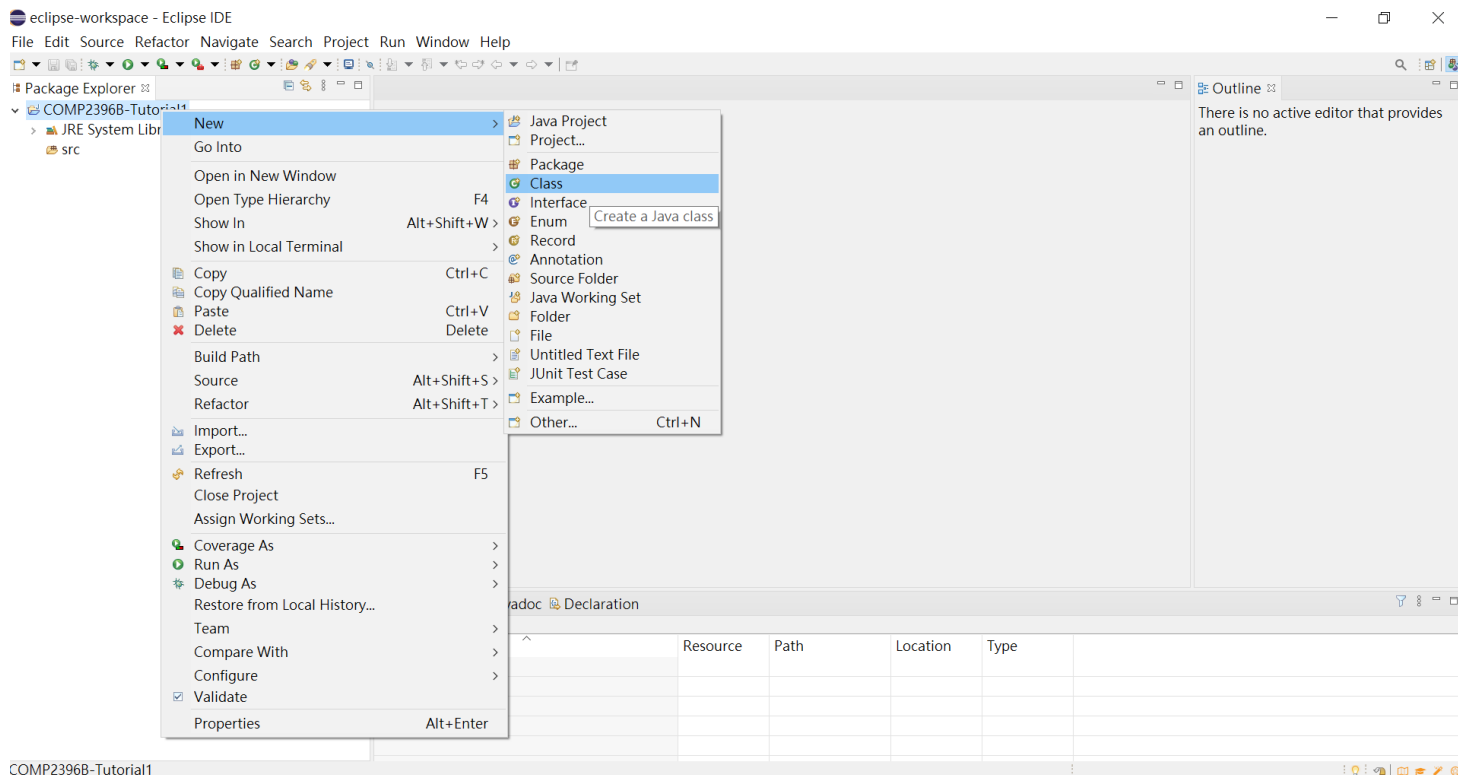 eclipse-workspace - Eclipse IDE
File Edit Source Refactor Navigate Search Project Run Window Help
Package Explorer
COMP2396B-Tutorial1
JRE System Libr
src
New
Go Into
Open in New Window
Open Type Hierarchy F4
Show In Alt+Shift+W
Show in Local Terminal
Copy Ctrl+C
Copy Qualified Name
Paste Ctrl+V
Delete Delete
Build Path
Source Alt+Shift+S
Refactor Alt+Shift+T
Import...
Export...
Refresh F5
Close Project
Assign Working Sets...
Coverage As
Run As
Debug As
Restore from Local History...
Team
Compare With
Configure
Validate
Properties Alt+Enter
Java Project
Project...
Package
Class
Interface
Create a Java class
Enum
Record
Annotation
Source Folder
Java Working Set
Folder
File
Untitled Text File
JUnit Test Case
Example...
Other... Ctrl+N
Outline
There is no active editor that provides
an outline.
vadoc Declaration
Resource Path Location Type
COMP2396B-Tutorial1